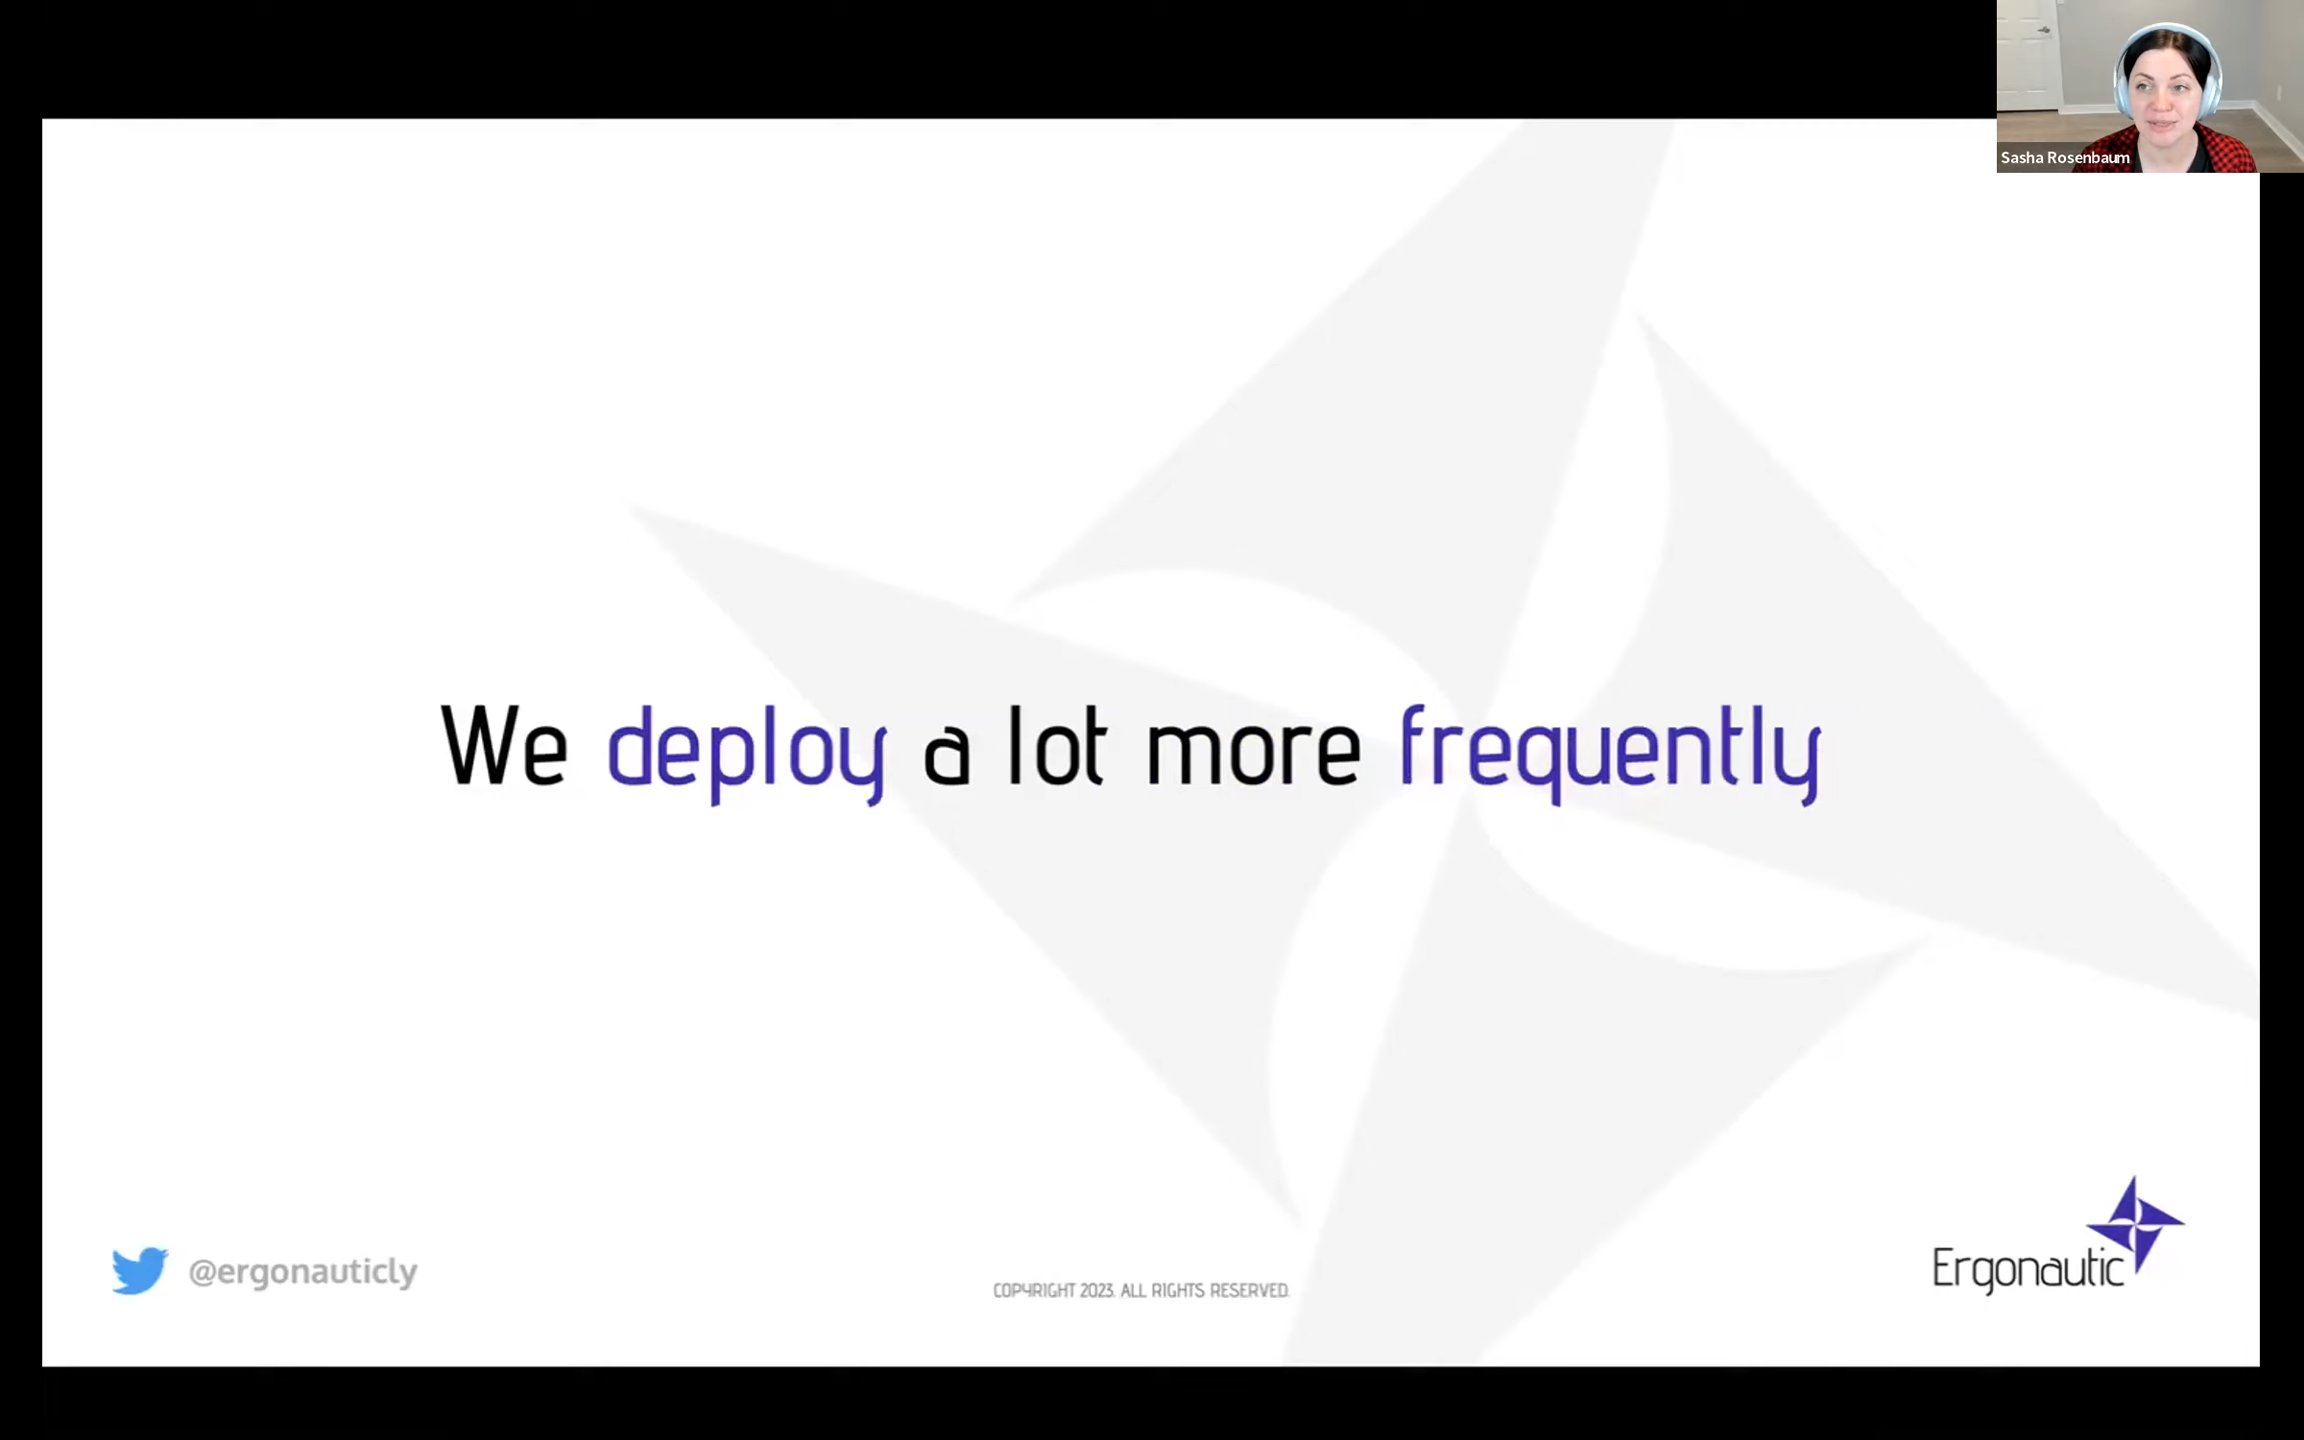 Sasha Rosenbaum
We deploy a lot more frequently
@ergonauticly
COPYRIGHT 2023. ALL RIGHTS RESERVED.
Ergonautic